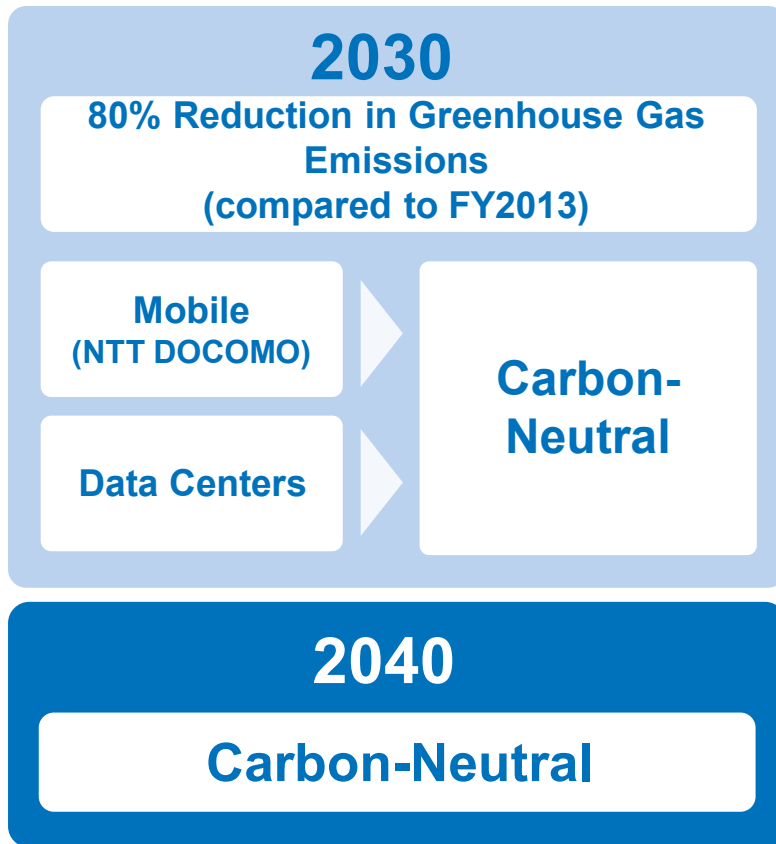 2030
80% Reduction in Greenhouse Gas
Emissions
(compared to FY2013)
Mobile
(NTT DOCOMO)
Data Centers
Carbon-
Neutral
2040
Carbon-Neutral